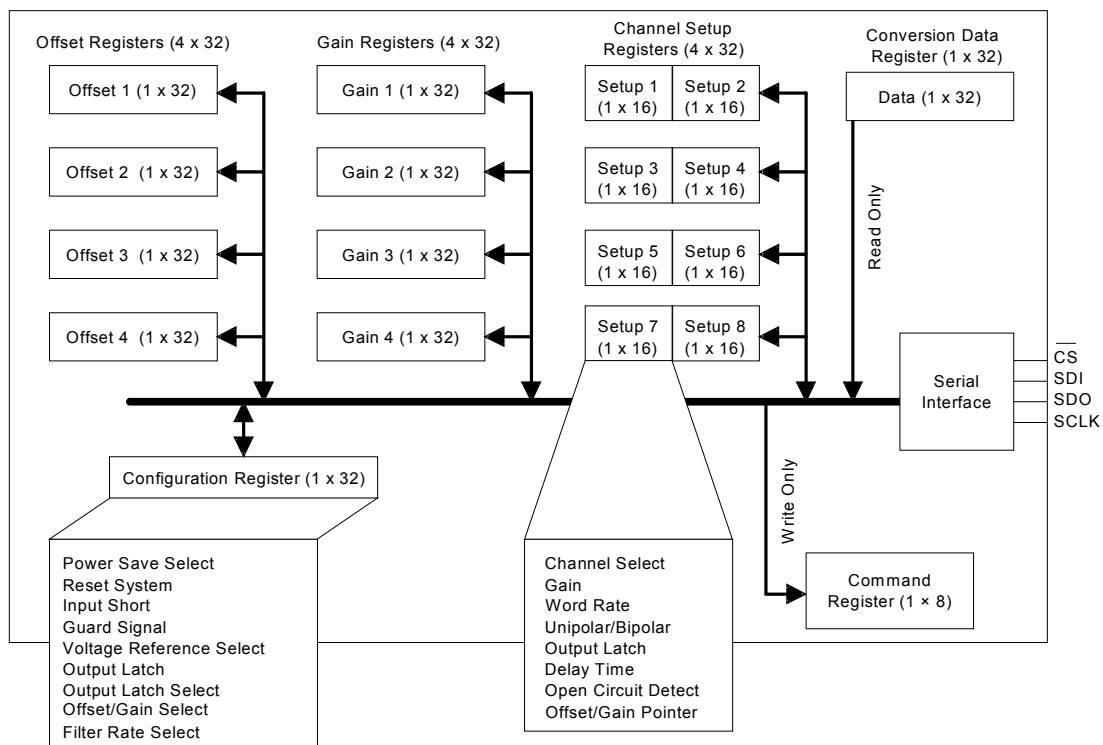 Offset Registers (4 x 32)
Offset 1 (1 x 32)
Offset 2 (1 x 32)
Offset 3 (1 x 32)
Offset 4 (1 x 32)
Gain Registers (4 x 32)
Gain 1 (1 x 32)
Gain 2 (1 x 32)
Gain 3 (1 x 32)
Gain 4 (1 x 32)
Channel Setup
Registers (4 x 32)
Setup 1
(1 x 16)
Setup 2
(1 x 16)
Setup 3
(1 x 16)
Setup 4
(1 x 16)
Setup 5
(1 x 16)
Setup 6
(1 x 16)
Setup 7
(1 x 16)
Setup 8
(1 x 16)
Conversion Data
Register (1 x 32)
Data (1 x 32)
Read Only
Serial
Interface
CS
SDI
SDO
SCLK
Configuration Register (1 x 32)
Power Save Select
Reset System
Input Short
Guard Signal
Voltage Reference Select
Output Latch
Output Latch Select
Offset/Gain Select
Filter Rate Select
Channel Select
Gain
Word Rate
Unipolar/Bipolar
Output Latch
Delay Time
Open Circuit Detect
Offset/Gain Pointer
Write Only
Command
Register (1 × 8)